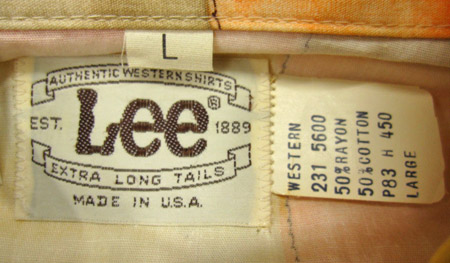 L
AUTHENTIC WESTERN SHIRTS
Lee®
EST. 1889
EXTRA LONG TAILS
MADE IN U.S.A.
WESTERN
231 5600
50% RAYON
50% COTTON
P83 H 450
LARGE